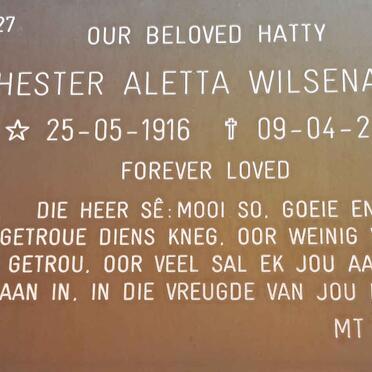 27
OUR BELOVED HATTY
HESTER ALETTA WILSENA
☆ 25-05-1916 ✝ 09-04-2
FOREVER LOVED
DIE HEER SÊ: MOOI SO, GOEIE EN
GETROUE DIENS KNEG, OOR WEINIG
GETROU, OOR VEEL SAL EK JOU AA
AAN IN, IN DIE VREUGDE VAN JOU
MT